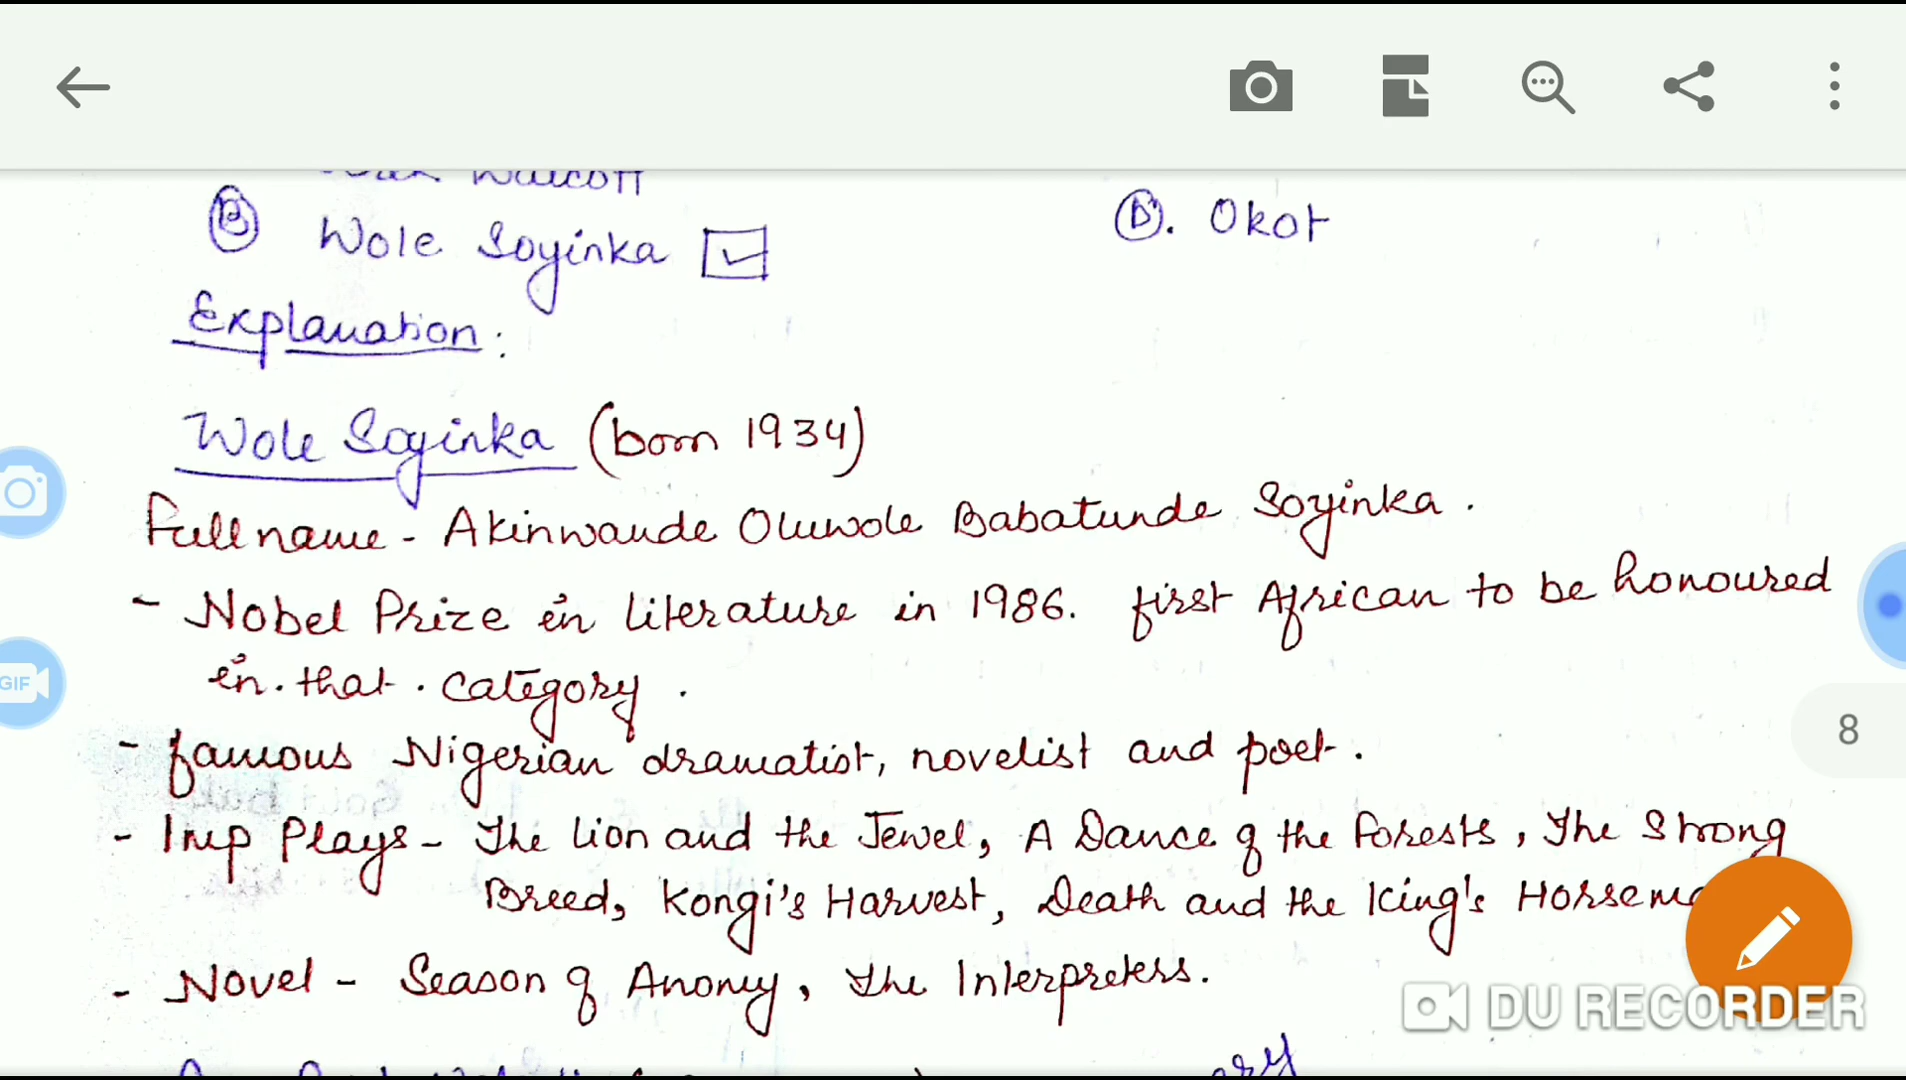 Walcott
B Wole Soyinka
D. Okot
Explanation:
Wole Soyinka (born 1934)
Full name - Akinwande Oluwole Babatunde Soyinka.
- Nobel Prize in literature in 1986. first African to be honoured
in that category.
- famous Nigerian dramatist, novelist and poet.
- Imp Plays - The Lion and the Jewel, A Dance of the Forests, The Strong
Breed, Kongi's Harvest, Death and the King's
- Novel - Season of Anomy, The Interpreters.
GIF
8
DU RECORDER